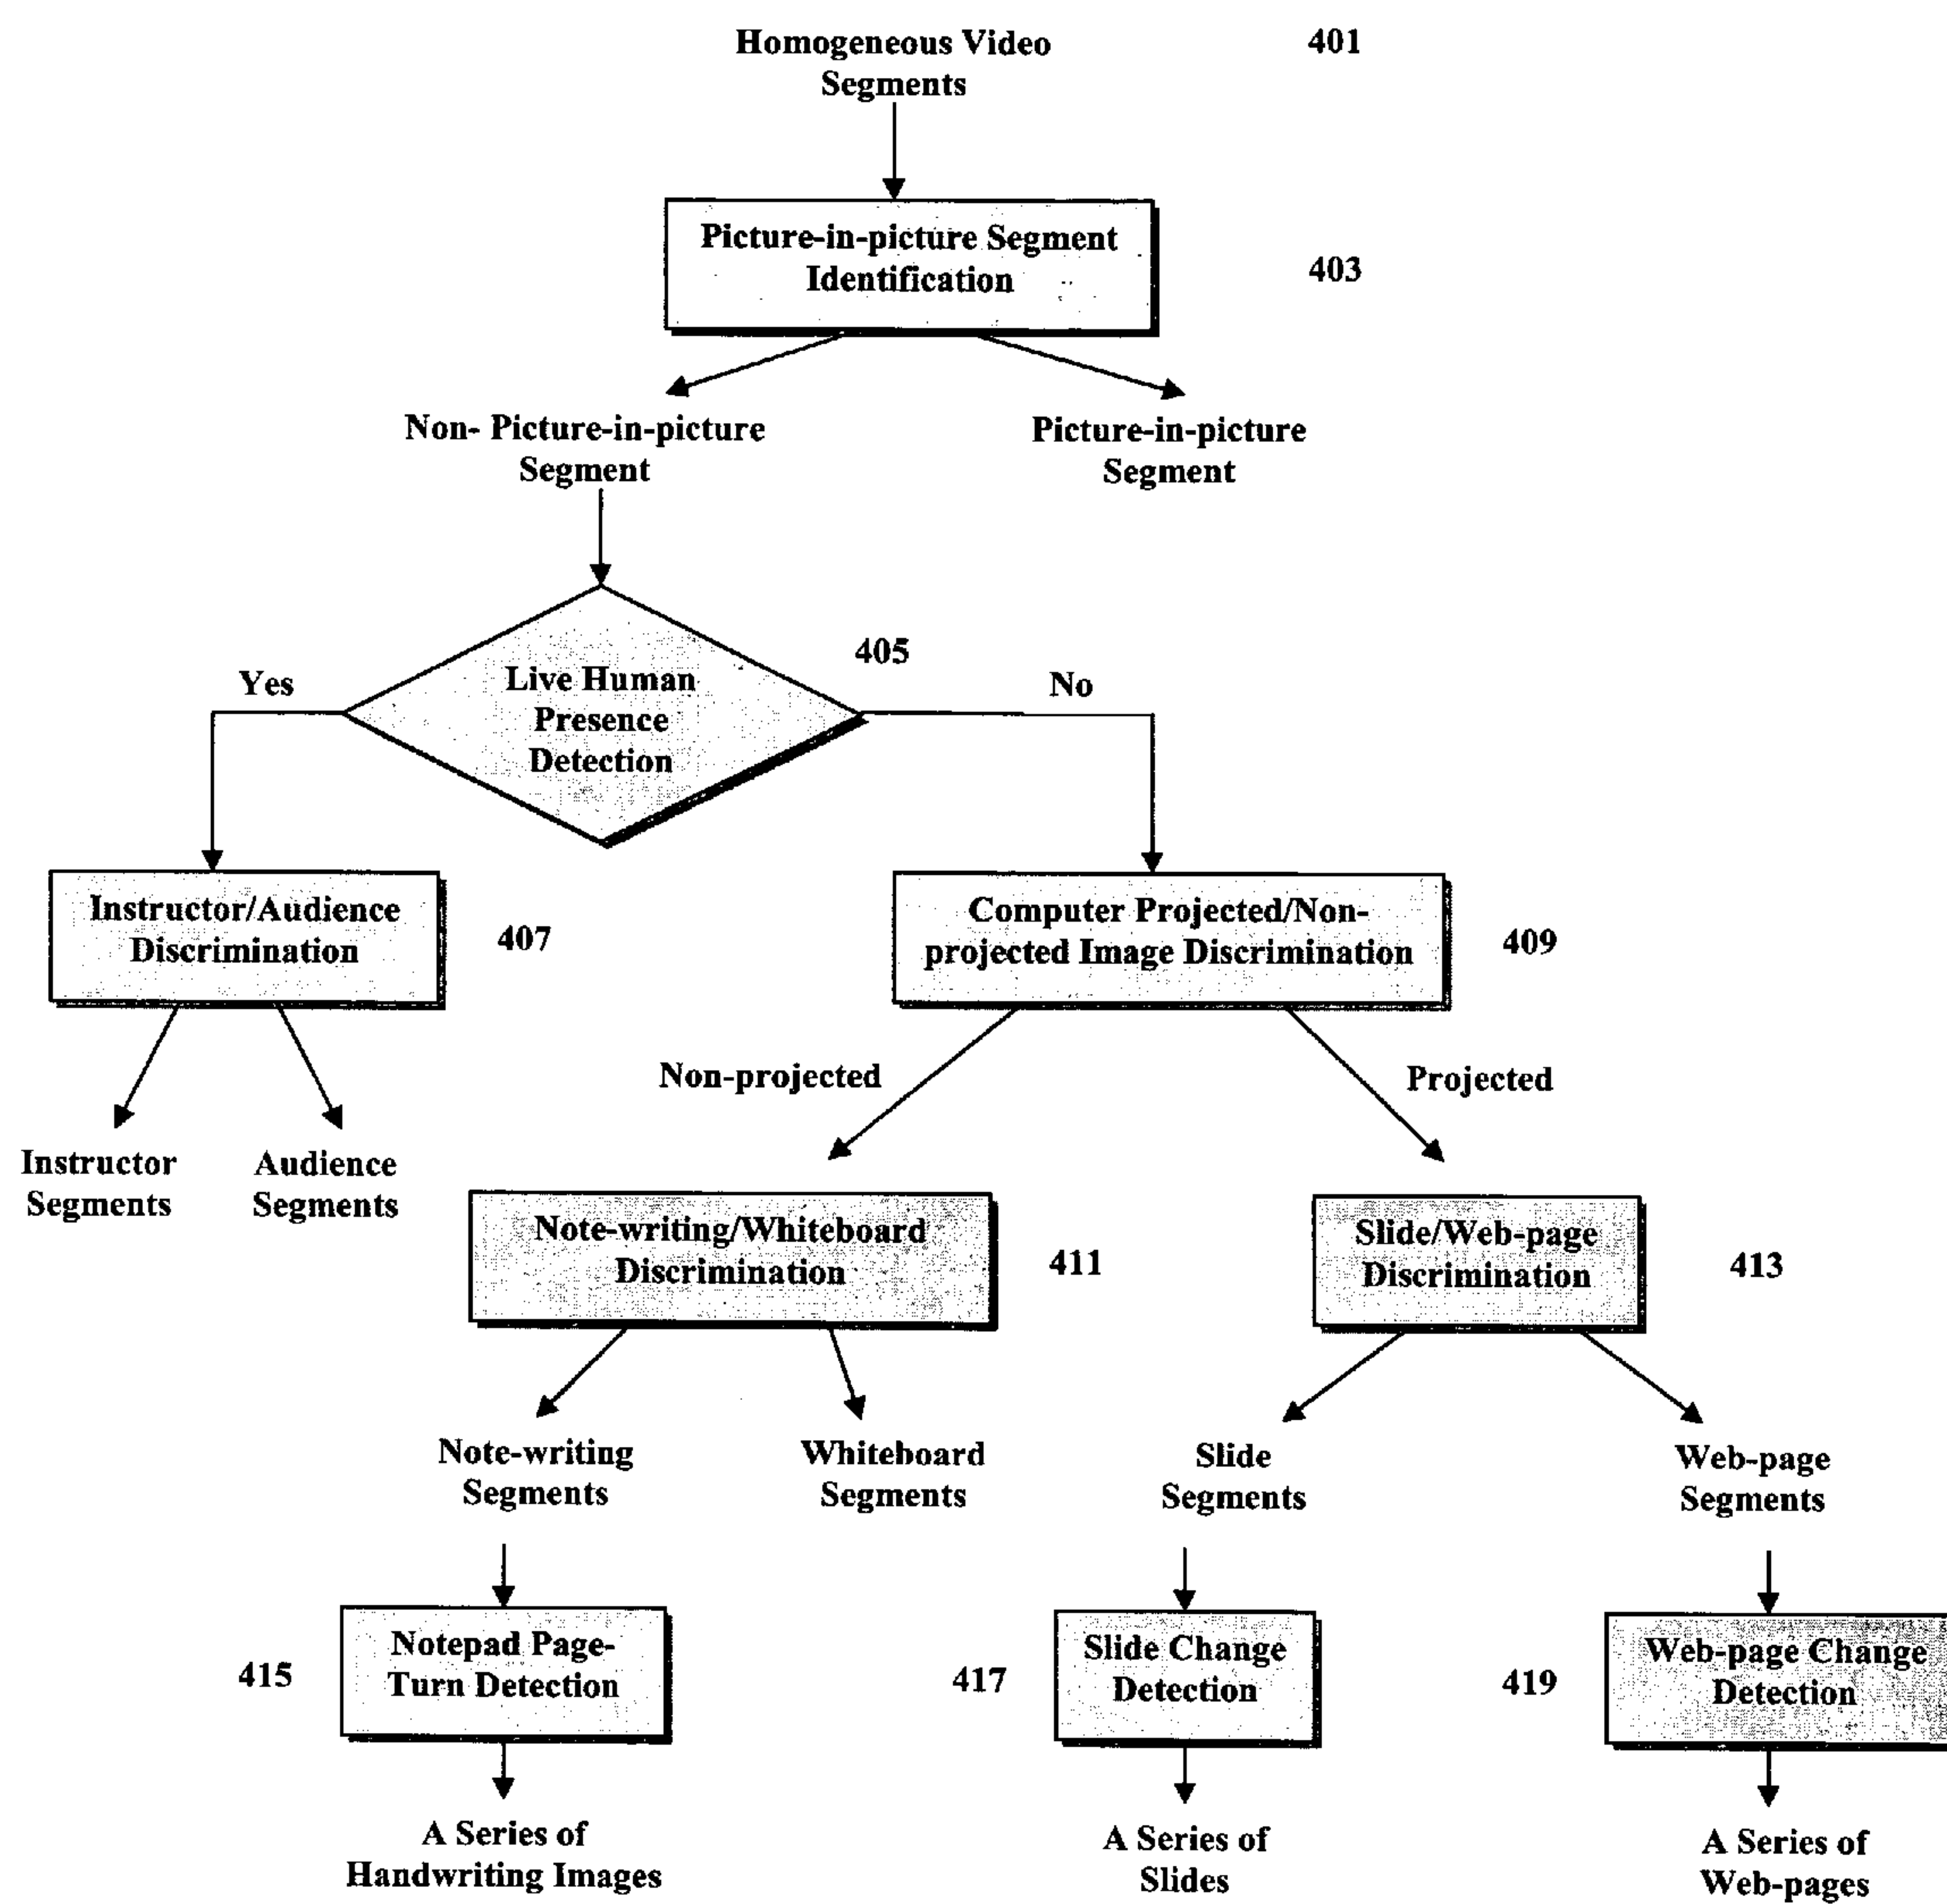 Homogeneous Video
Segments
401
Picture-in-picture Segment
Identification
403
Non- Picture-in-picture
Segment
Picture-in-picture
Segment
Yes
Live Human
Presence
Detection
405
No
Instructor/Audience
Discrimination
407
Computer Projected/Non-
projected Image Discrimination
409
Non-projected
Projected
Instructor
Segments
Audience
Segments
Note-writing/Whiteboard
Discrimination
411
Slide/Web-page
Discrimination
413
Note-writing
Segments
Whiteboard
Segments
Slide
Segments
Web-page
Segments
415
Notepad Page-
Turn Detection
417
Slide Change
Detection
419
Web-page Change
Detection
A Series of
Handwriting Images
A Series of
Slides
A Series of
Web-pages